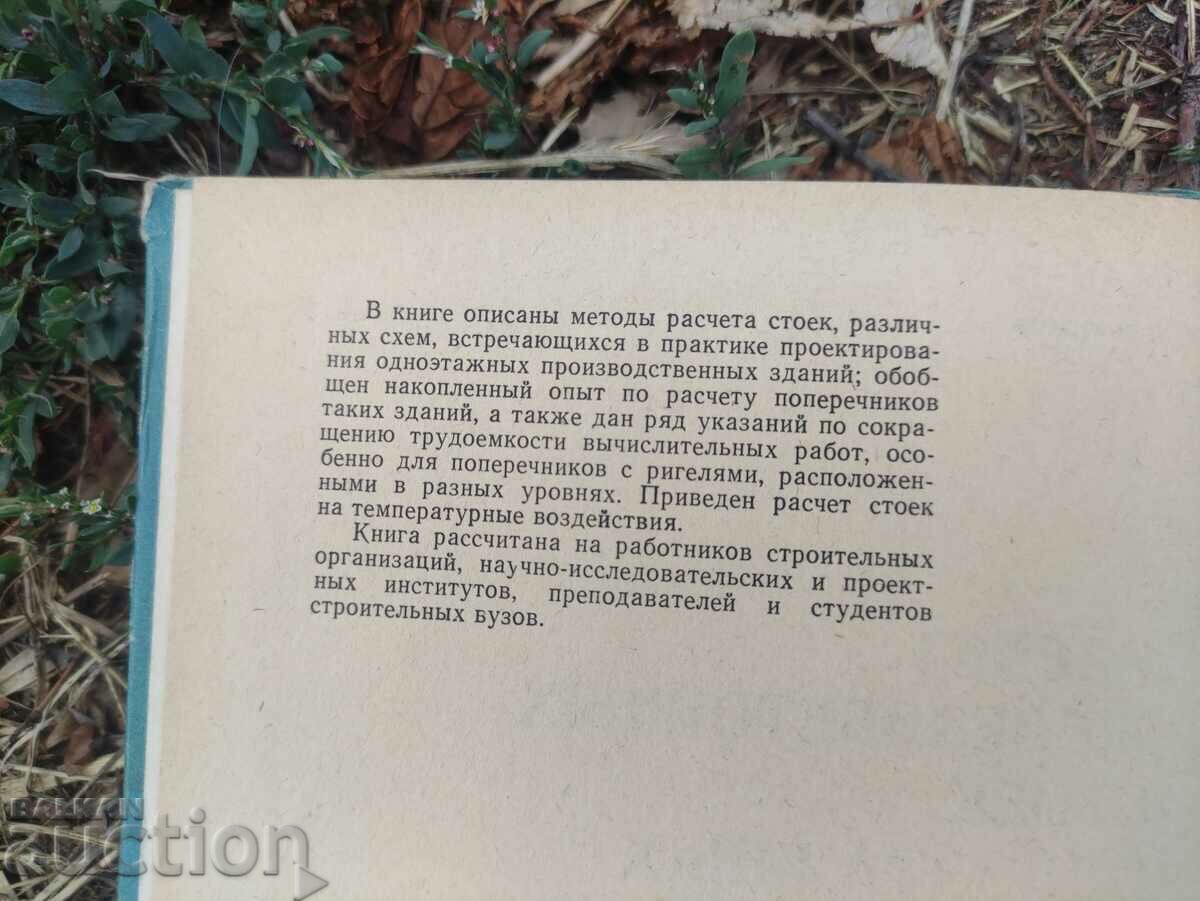 В книге описаны методы расчета стоек, различ-
ных схем, встречающихся в практике проектирова-
ния одноэтажных производственных зданий; обоб-
щен накопленный опыт по расчету поперечников
таких зданий, а также дан ряд указаний по сокра-
щению трудоемкости вычислительных работ, осо-
бенно для поперечников с ригелями, расположен-
ными в разных уровнях. Приведен расчет стоек
на температурные воздействия.
Книга рассчитана на работников строительных
организаций, научно-исследовательских и проект-
ных институтов, преподавателей и студентов
строительных вузов.
BALKAN
auction